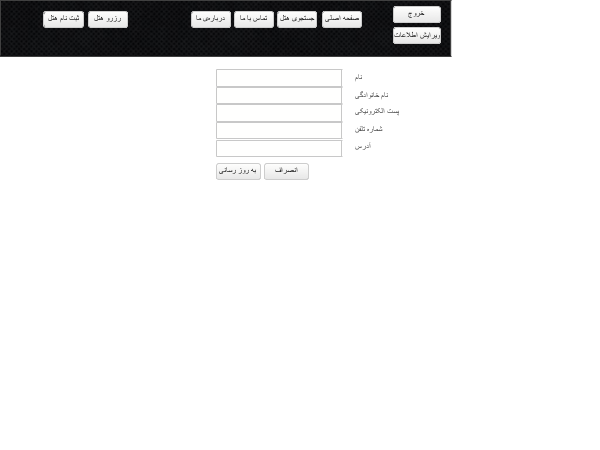 خروج
صفحه اصلی
جستجوی هتل
تماس با ما
درباره‌ی ما
رزرو هتل
ثبت نام هتل
ویرایش اطلاعات
نام
نام خانوادگی
پست الکترونیکی
شماره تلفن
آدرس
انصراف
به روز رسانی